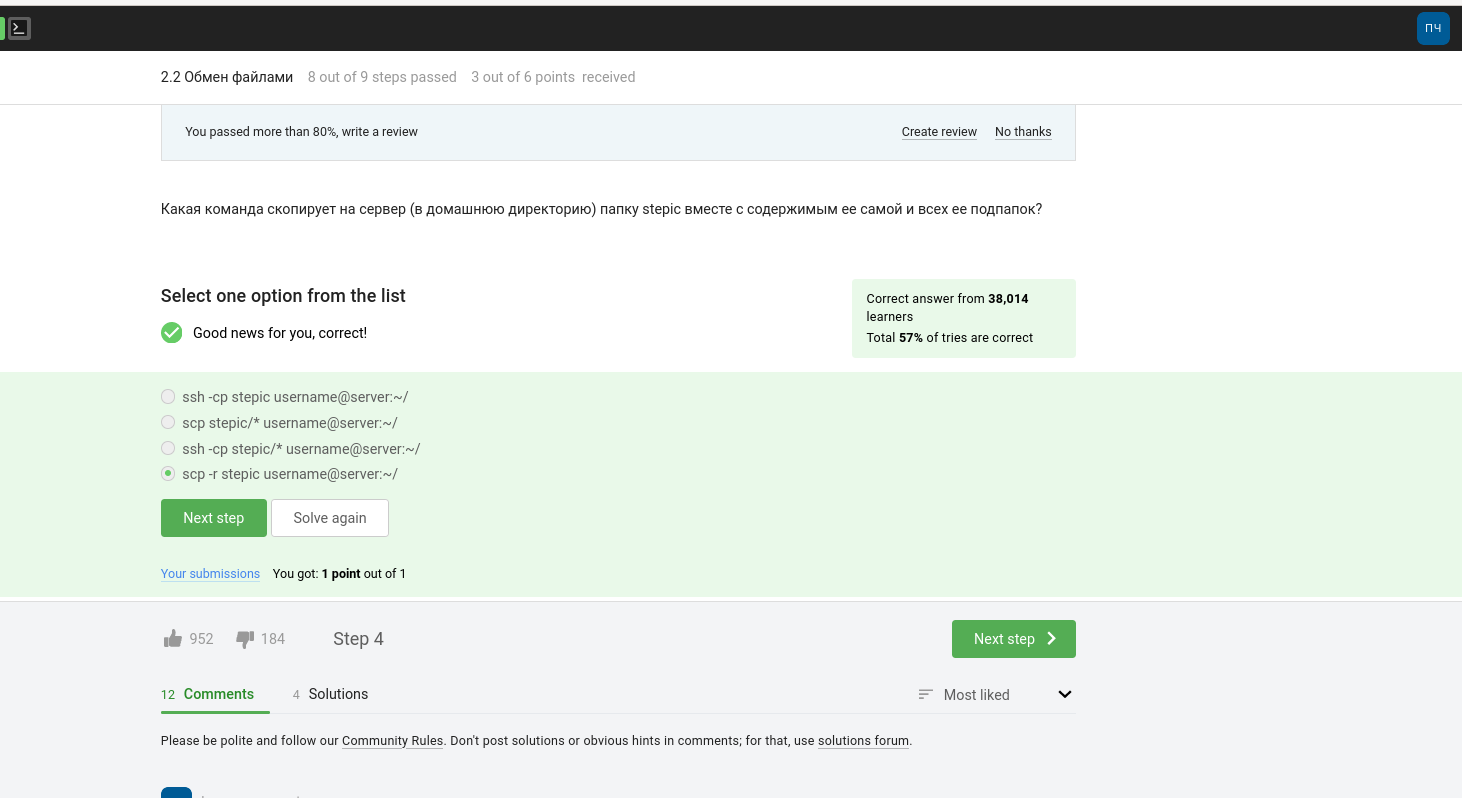 ПЧ
2.2 Обмен файлами 8 out of 9 steps passed 3 out of 6 points received
You passed more than 80%, write a review Create review No thanks
Какая команда скопирует на сервер (в домашнюю директорию) папку stepic вместе с содержимым ее самой и всех ее подпапок?
Select one option from the list
Good news for you, correct!
Correct answer from 38,014
learners
Total 57% of tries are correct
ssh -cp stepic username@server:~/
scp stepic/* username@server:~/
ssh -cp stepic/* username@server:~/
scp -r stepic username@server:~/
Next step Solve again
Your submissions You got: 1 point out of 1
952 184 Step 4 Next step
12 Comments 4 Solutions Most liked
Please be polite and follow our Community Rules. Don't post solutions or obvious hints in comments; for that, use solutions forum.